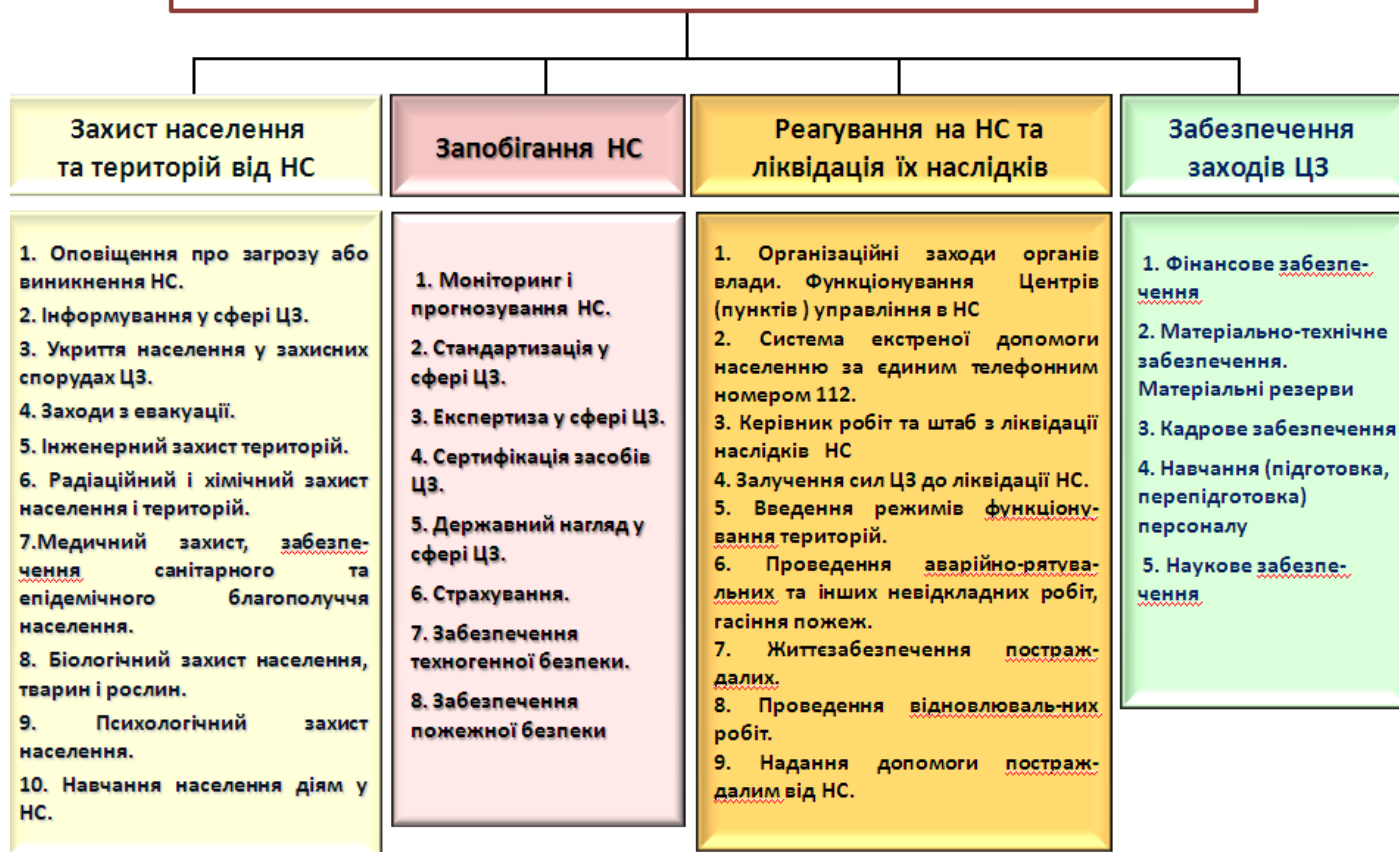 Захист населення
та територій від НС
1. Оповіщення про загрозу або
виникнення НС.
2. Інформування у сфері ЦЗ.
3. Укриття населення у захисних
спорудах ЦЗ.
4. Заходи з евакуації.
5. Інженерний захист територій.
6. Радіаційний і хімічний захист
населення і територій.
7.Медичний захист, забезпе-
чення санітарного та
епідемічного благополуччя
населення.
8. Біологічний захист населення,
тварин і рослин.
9. Психологічний захист
населення.
10. Навчання населення діям у
НС.
Запобігання НС
1. Моніторинг і
прогнозування НС.
2. Стандартизація у
сфері ЦЗ.
3. Експертиза у сфері ЦЗ.
4. Сертифікація засобів
ЦЗ.
5. Державний нагляд у
сфері ЦЗ.
6. Страхування.
7. Забезпечення
техногенної безпеки.
8. Забезпечення
пожежної безпеки
Реагування на НС та
ліквідація їх наслідків
1. Організаційні заходи органів
влади. Функціонування Центрів
(пунктів ) управління в НС
2. Система екстреної допомоги
населенню за єдиним телефонним
номером 112.
3. Керівник робіт та штаб з ліквідації
наслідків НС
4. Залучення сил ЦЗ до ліквідації НС.
5. Введення режимів функціону-
вання територій.
6. Проведення аварійно-рятува-
льних та інших невідкладних робіт,
гасіння пожеж.
7. Життєзабезпечення постраж-
далих.
8. Проведення відновлюваль-них
робіт.
9. Надання допомоги постраж-
далим від НС.
Забезпечення
заходів ЦЗ
1. Фінансове забезпе-
чення
2. Матеріально-технічне
забезпечення.
Матеріальні резерви
3. Кадрове забезпечення
4. Навчання (підготовка,
перепідготовка)
персоналу
5. Наукове забезпе-
чення